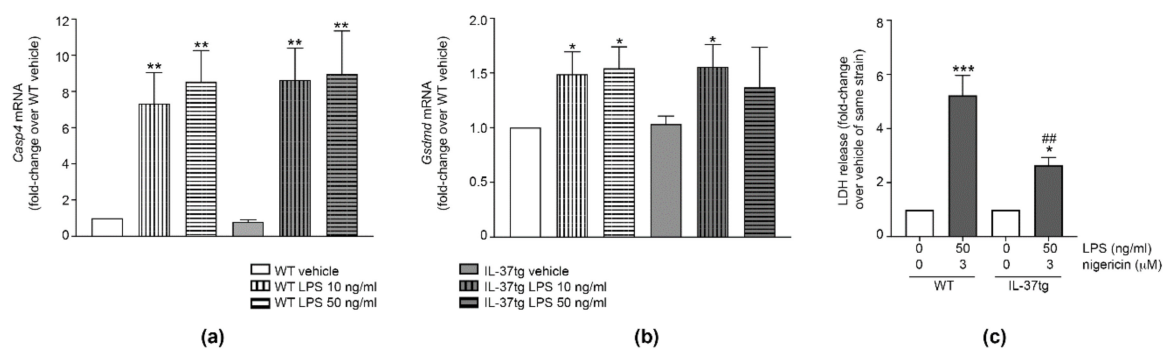 Casp4 mRNA
(fold-change over WT vehicle)
12
10
8
6
4
2
0
**
**
**
**
WT vehicle
WT LPS 10 ng/ml
WT LPS 50 ng/ml
(a)
Gsdmd mRNA
(fold-change over WT vehicle)
2.0
1.5
1.0
0.5
0.0
*
*
*
IL-37tg vehicle
IL-37tg LPS 10 ng/ml
IL-37tg LPS 50 ng/ml
(b)
LDH release (fold-change
over vehicle of same strain)
8
6
4
2
0
***
##
*
0 50 0 50 LPS (ng/ml)
0 3 0 3 nigericin (μM)
WT IL-37tg
(c)